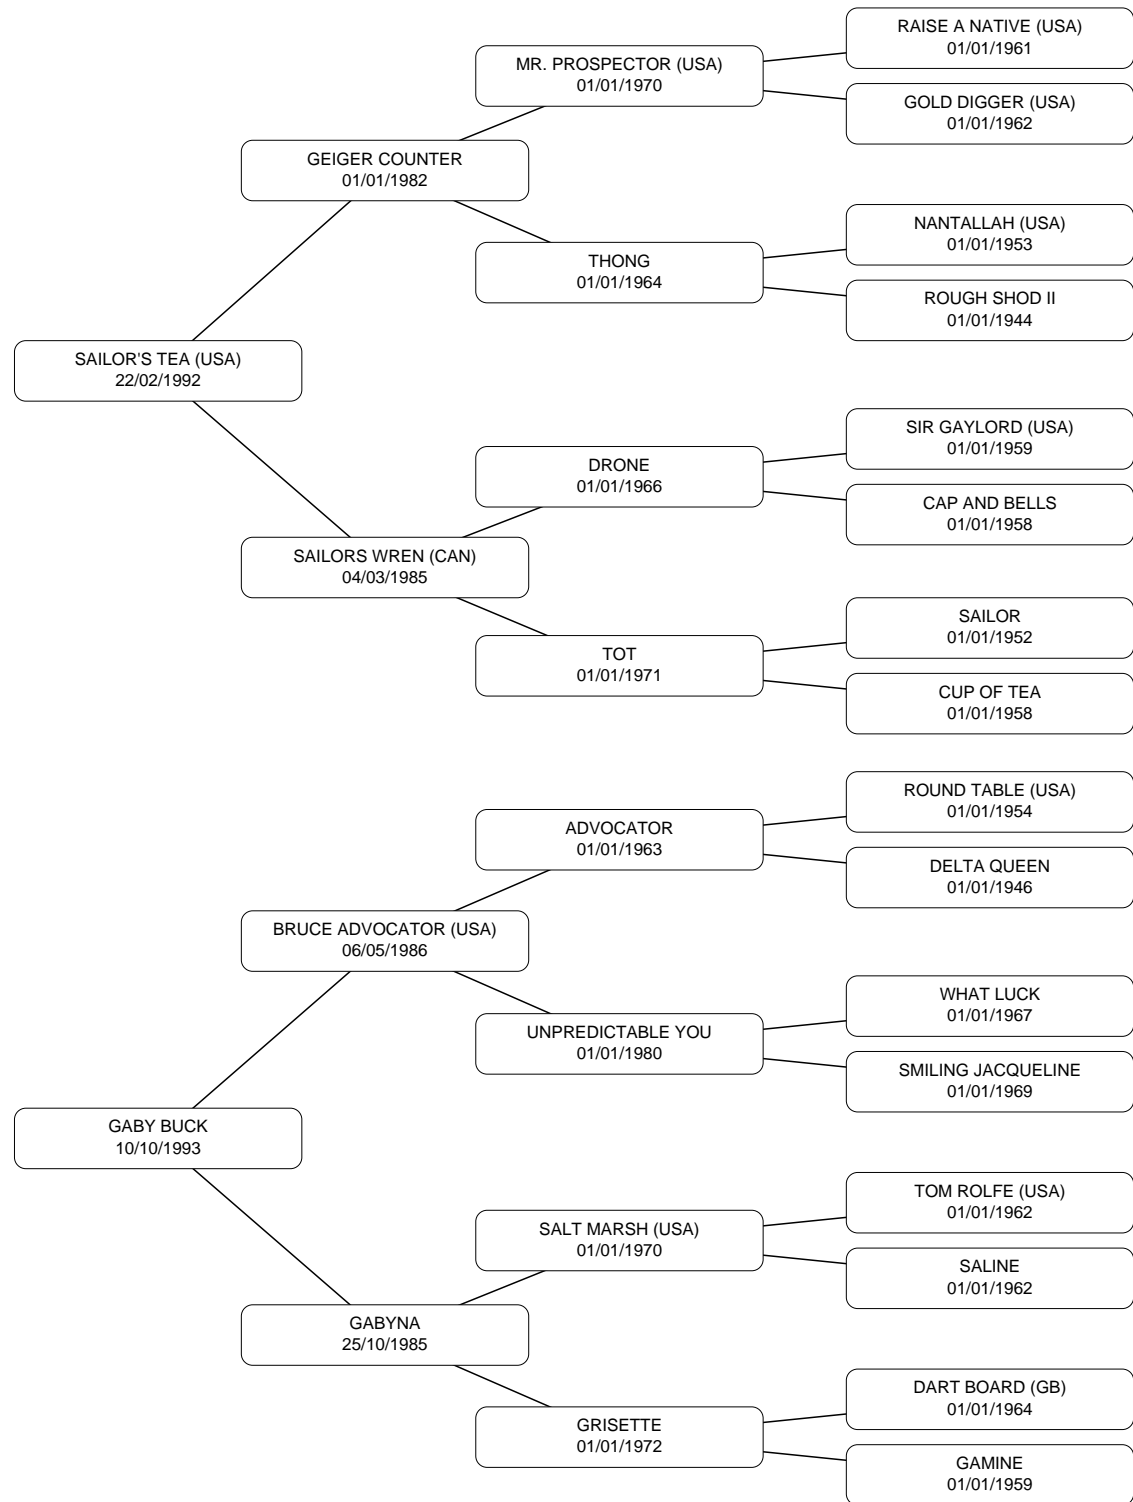 RAISE A NATIVE (USA)
01/01/1961
MR. PROSPECTOR (USA)
01/01/1970
GOLD DIGGER (USA)
01/01/1962
GEIGER COUNTER
01/01/1982
NANTALLAH (USA)
01/01/1953
THONG
01/01/1964
ROUGH SHOD II
01/01/1944
SAILOR'S TEA (USA)
22/02/1992
SIR GAYLORD (USA)
01/01/1959
DRONE
01/01/1966
CAP AND BELLS
01/01/1958
SAILORS WREN (CAN)
04/03/1985
SAILOR
01/01/1952
TOT
01/01/1971
CUP OF TEA
01/01/1958
ROUND TABLE (USA)
01/01/1954
ADVOCATOR
01/01/1963
DELTA QUEEN
01/01/1946
BRUCE ADVOCATOR (USA)
06/05/1986
WHAT LUCK
01/01/1967
UNPREDICTABLE YOU
01/01/1980
SMILING JACQUELINE
01/01/1969
GABY BUCK
10/10/1993
TOM ROLFE (USA)
01/01/1962
SALT MARSH (USA)
01/01/1970
SALINE
01/01/1962
GABYNA
25/10/1985
DART BOARD (GB)
01/01/1964
GRISETTE
01/01/1972
GAMINE
01/01/1959